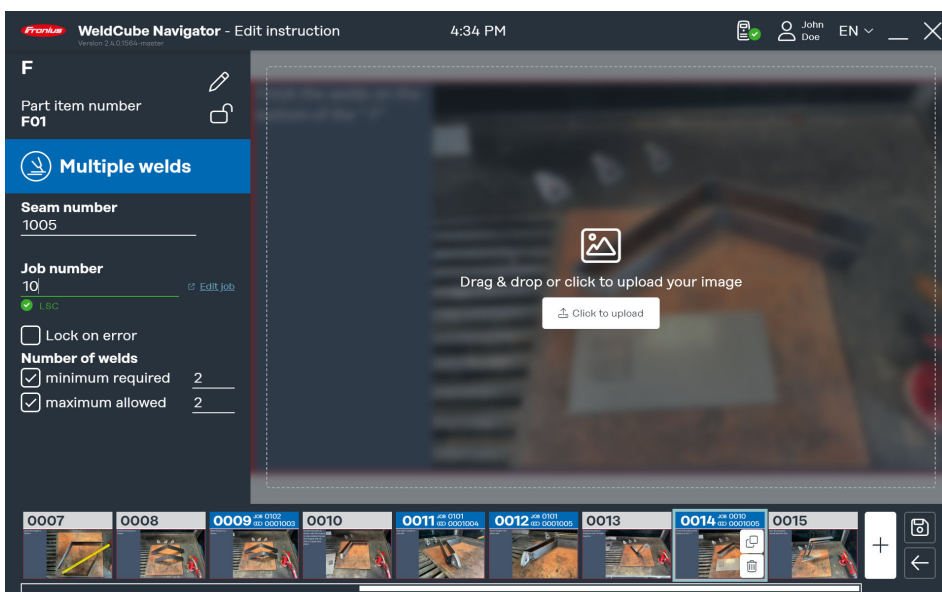 Fronius WeldCube Navigator - Edit instruction 4:34 PM John Doe EN
Version 2.4.0.1564-master
F
Part item number
F01
Multiple welds
Seam number
1005
Job number
10 Edit job
LSC
Lock on error
Number of welds
minimum required 2
maximum allowed 2
Drag & drop or click to upload your image
Click to upload
0007
0008
0009 JOB 0102
0001003
0010
0011 JOB 0101
0001004
0012 JOB 0101
0001005
0013
0014 JOB 0010
0001005
0015